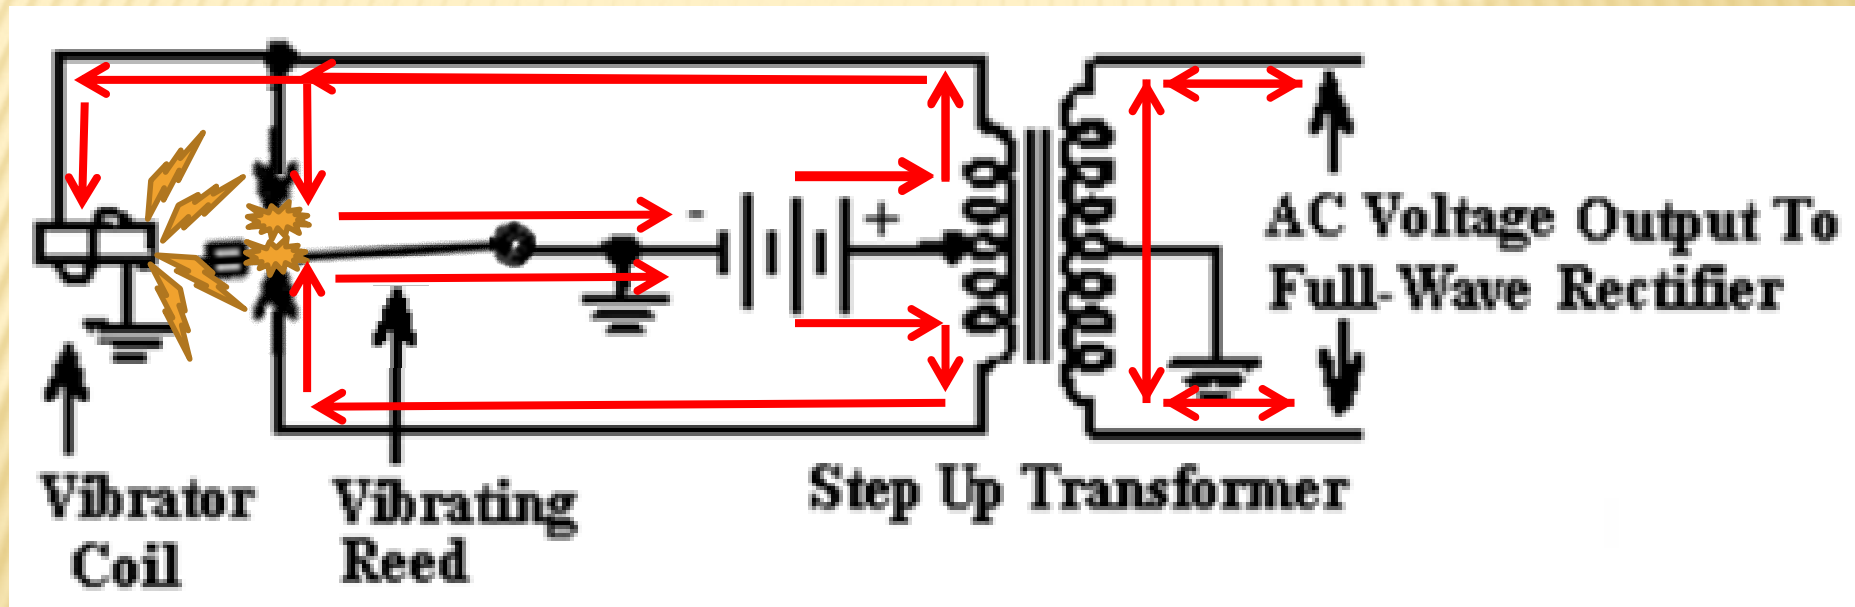 - +
AC Voltage Output To
Full-Wave Rectifier
Step Up Transformer
Vibrator
Coil
Vibrating
Reed